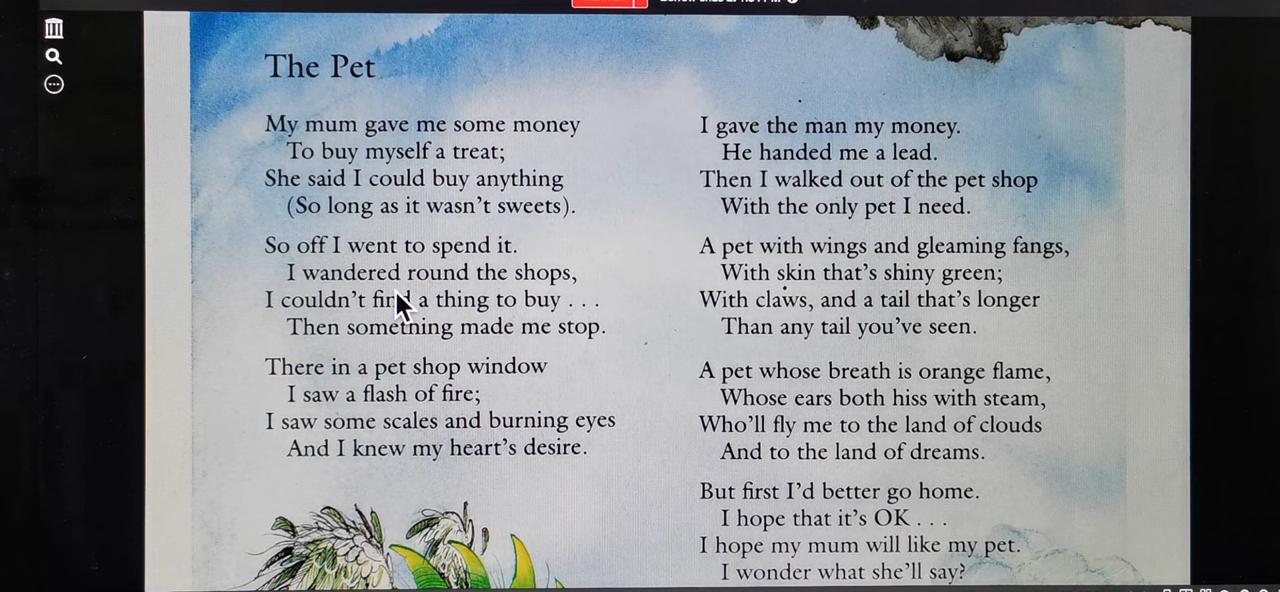 The Pet
My mum gave me some money
To buy myself a treat;
She said I could buy anything
(So long as it wasn't sweets).
So off I went to spend it.
I wandered round the shops,
I couldn't find a thing to buy . . .
Then something made me stop.
There in a pet shop window
I saw a flash of fire;
I saw some scales and burning eyes
And I knew my heart's desire.
I gave the man my money.
He handed me a lead.
Then I walked out of the pet shop
With the only pet I need.
A pet with wings and gleaming fangs,
With skin that's shiny green;
With claws, and a tail that's longer
Than any tail you've seen.
A pet whose breath is orange flame,
Whose ears both hiss with steam,
Who'll fly me to the land of clouds
And to the land of dreams.
But first I'd better go home.
I hope that it's OK . . .
I hope my mum will like my pet.
I wonder what she'll say?